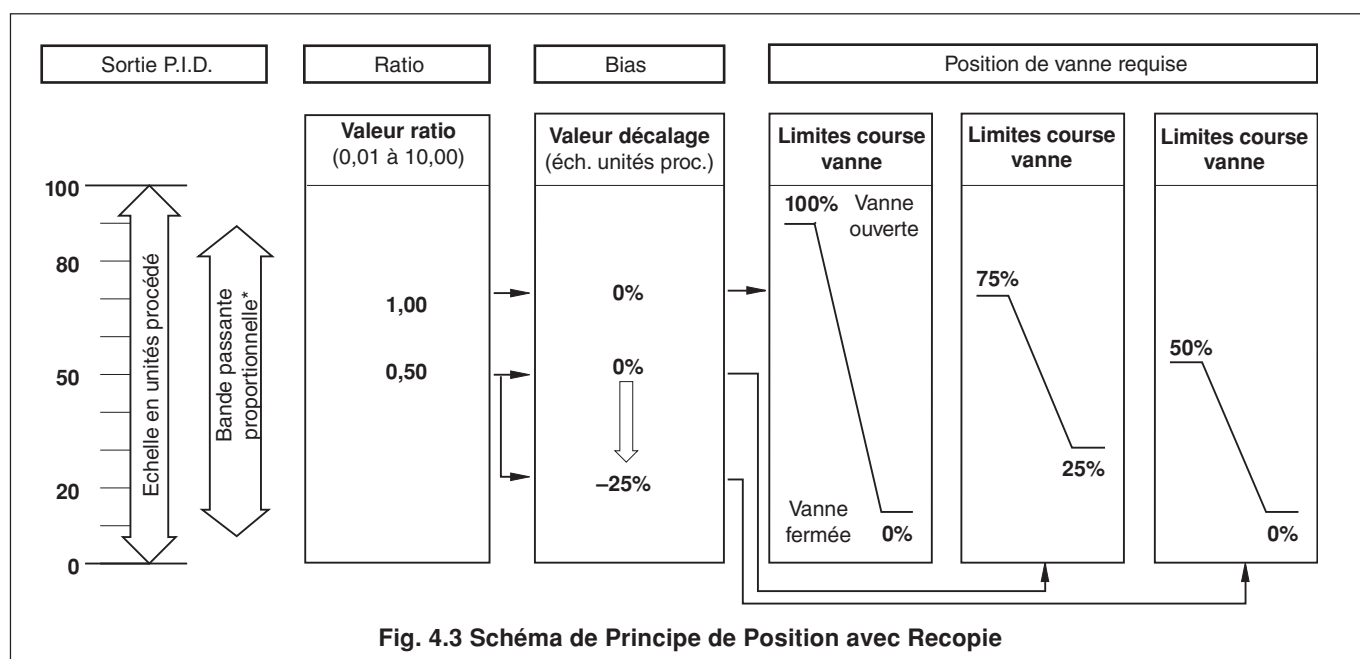 Sortie P.I.D.
Ratio
Bias
Position de vanne requise
Valeur ratio
(0,01 à 10,00)
Valeur décalage
(éch. unités proc.)
Limites course
vanne
Limites course
vanne
Limites course
vanne
100
80
50
20
0
Echelle en unités procédé
Bande passante
proportionnelle*
1,00
0,50
0%
0%
–25%
100%
Vanne
ouverte
Vanne
fermée
0%
75%
25%
50%
0%
Fig. 4.3 Schéma de Principe de Position avec Recopie